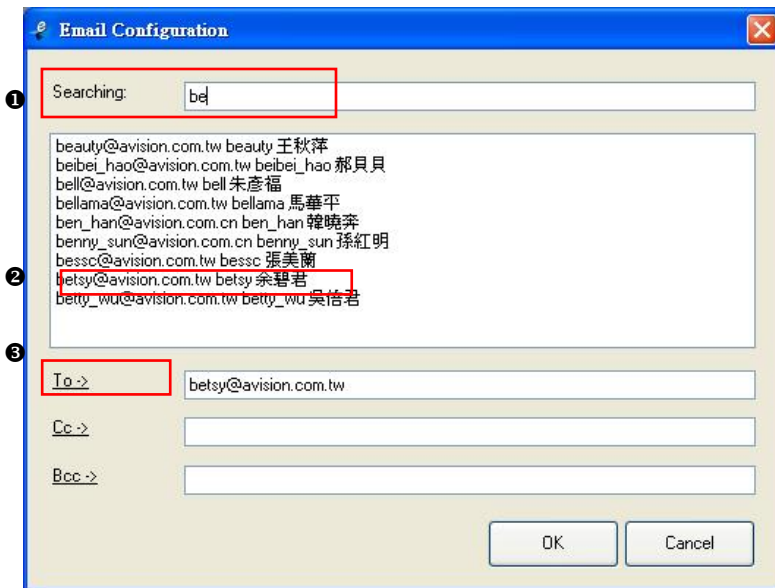 Email Configuration
❶
Searching: be
beauty@avision.com.tw beauty 王秋萍
beibei_hao@avision.com.tw beibei_hao 郝貝貝
bell@avision.com.tw bell 朱彥福
bellama@avision.com.tw bellama 馬華平
ben_han@avision.com.cn ben_han 韓曉奔
benny_sun@avision.com.cn benny_sun 孫紅明
bessc@avision.com.tw bessc 張美蘭
❷
betsy@avision.com.tw betsy 余碧君
betty_wu@avision.com.tw betty_wu 吳倍君
❸
To -> betsy@avision.com.tw
Cc ->
Bcc ->
OK Cancel